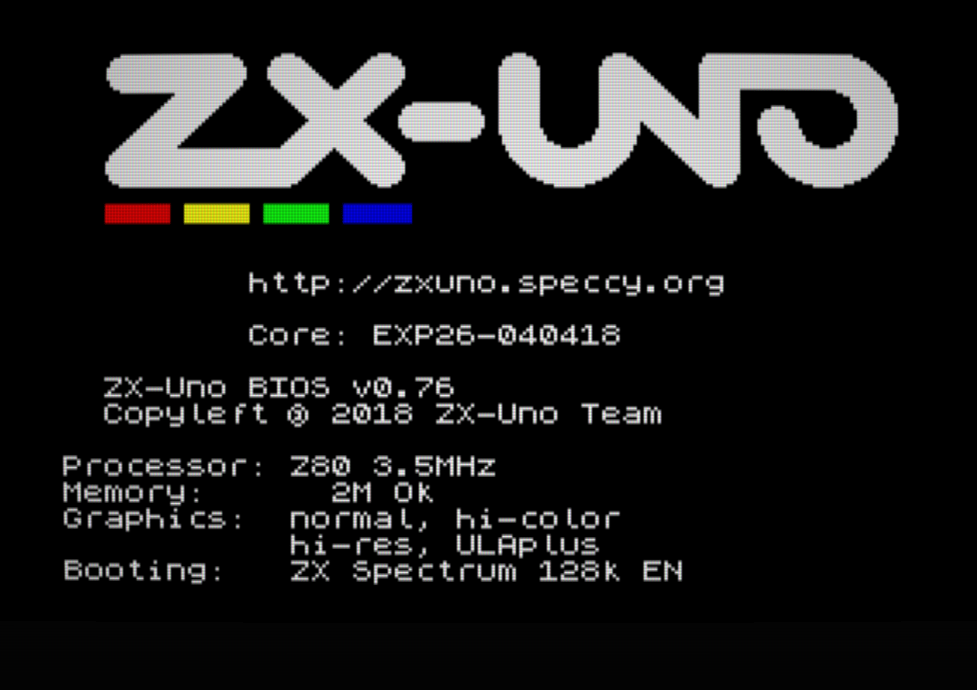 ZX-UNO
http://zxuno.speccy.org
Core: EXP26-040418
ZX-Uno BIOS v0.76
Copyleft @ 2018 ZX-Uno Team
Processor: Z80 3.5MHz
Memory: 2M Ok
Graphics: normal, hi-color
hi-res, ULAplus
Booting: ZX Spectrum 128k EN